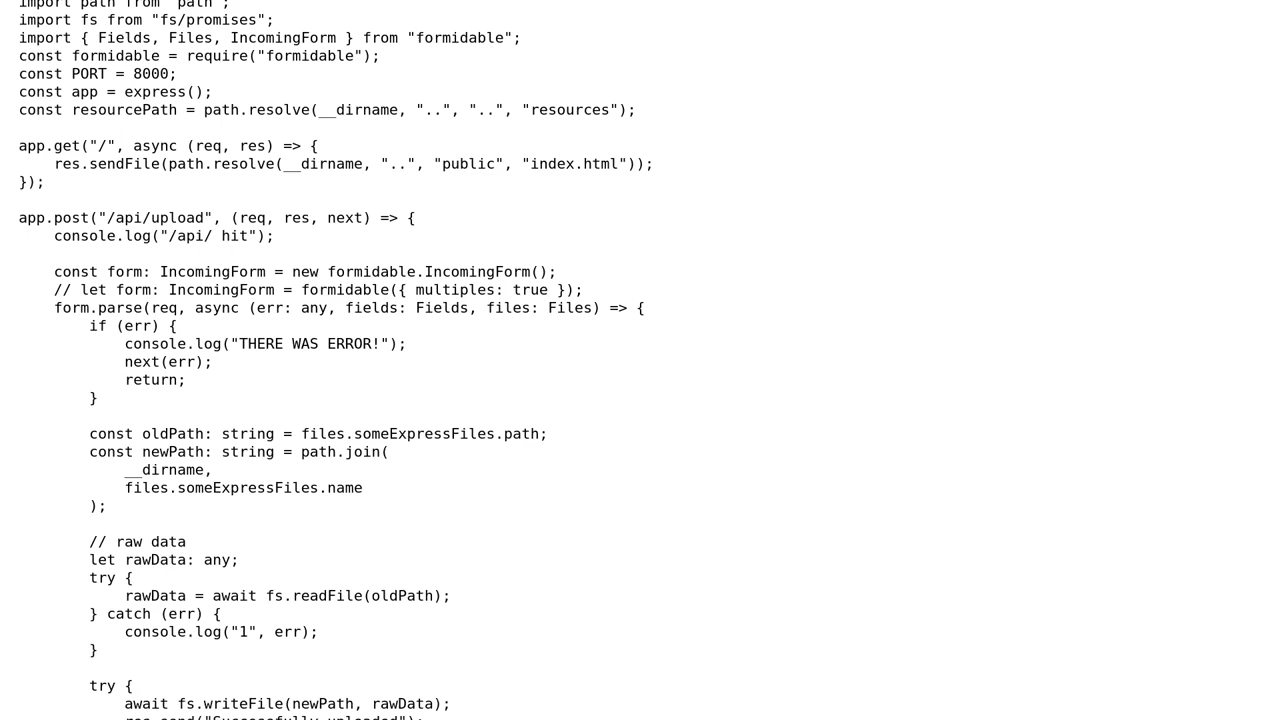 import path from "path";
import fs from "fs/promises";
import { Fields, Files, IncomingForm } from "formidable";
const formidable = require("formidable");
const PORT = 8000;
const app = express();
const resourcePath = path.resolve(__dirname, "..", "..", "resources");

app.get("/", async (req, res) => {
    res.sendFile(path.resolve(__dirname, "..", "public", "index.html"));
});

app.post("/api/upload", (req, res, next) => {
    console.log("/api/ hit");

    const form: IncomingForm = new formidable.IncomingForm();
    // let form: IncomingForm = formidable({ multiples: true });
    form.parse(req, async (err: any, fields: Fields, files: Files) => {
        if (err) {
            console.log("THERE WAS ERROR!");
            next(err);
            return;
        }

        const oldPath: string = files.someExpressFiles.path;
        const newPath: string = path.join(
            __dirname,
            files.someExpressFiles.name
        );

        // raw data
        let rawData: any;
        try {
            rawData = await fs.readFile(oldPath);
        } catch (err) {
            console.log("1", err);
        }

        try {
            await fs.writeFile(newPath, rawData);
            res.send("Successfully uploaded");